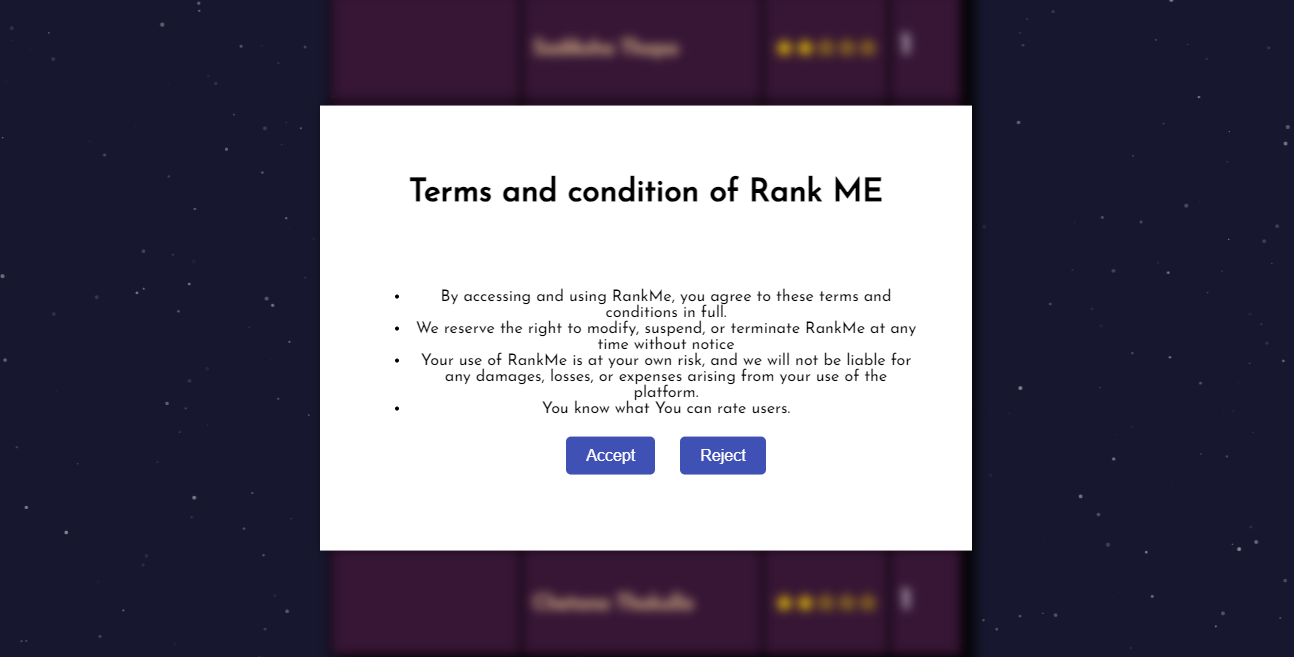 Terms and condition of Rank ME
By accessing and using RankMe, you agree to these terms and
conditions in full.
We reserve the right to modify, suspend, or terminate RankMe at any
time without notice
Your use of RankMe is at your own risk, and we will not be liable for
any damages, losses, or expenses arising from your use of the
platform.
You know what You can rate users.
Accept Reject